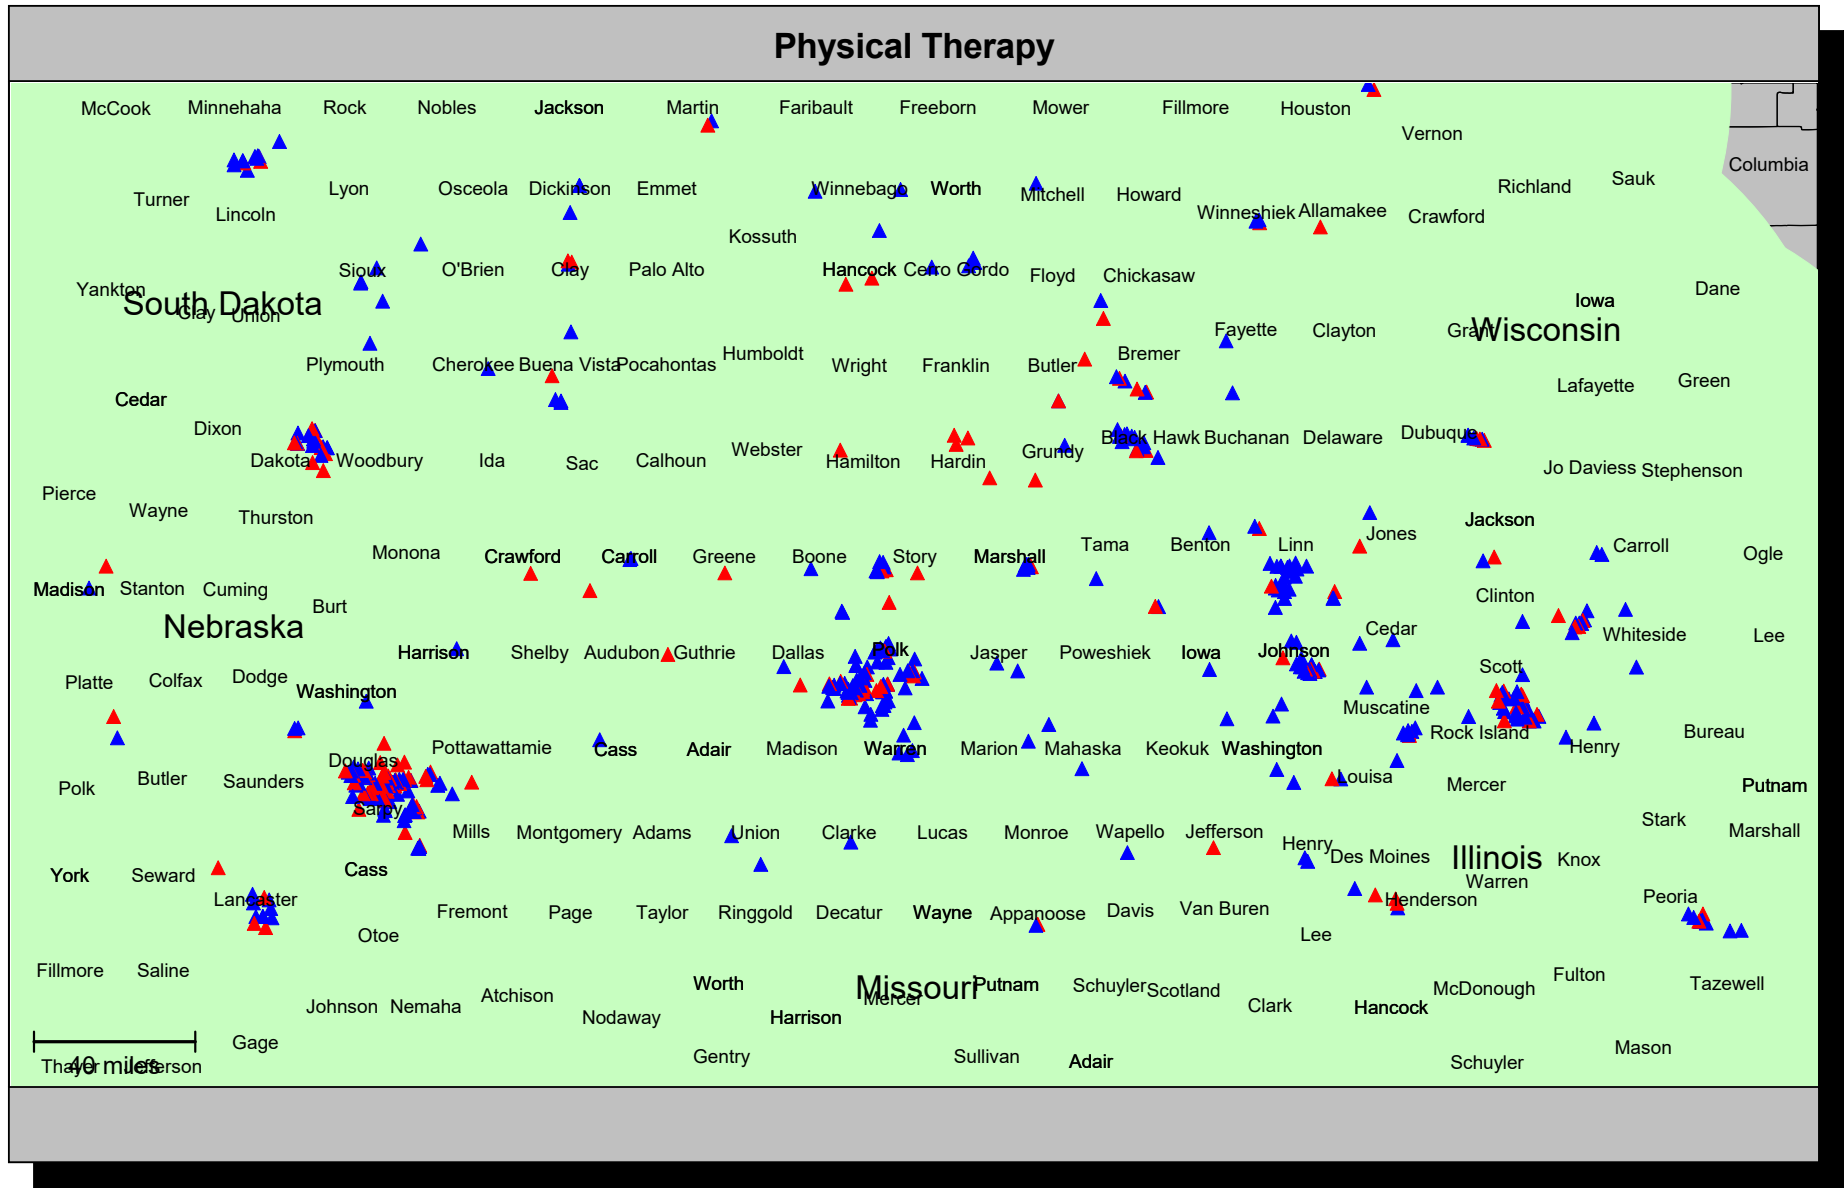 Physical Therapy
McCook Minnehaha Rock Nobles Jackson Martin Faribault Freeborn Mower Fillmore Houston
Vernon
Columbia
Turner Lincoln Lyon Osceola Dickinson Emmet Winnebago Worth Mitchell Howard Richland Sauk
Winneshiek Allamakee Crawford
Kossuth
Yankton Sioux O'Brien Clay Palo Alto Hancock Cerro Gordo Floyd Chickasaw Dane
South Dakota Iowa
Clay Union
Wisconsin
Fayette Clayton Grant
Plymouth Cherokee Buena Vista Pocahontas Humboldt Wright Franklin Butler Bremer
Cedar Lafayette Green
Dixon Black Hawk Buchanan Delaware Dubuque
Dakota Woodbury Ida Sac Calhoun Webster Hamilton Hardin Grundy
Jo Daviess Stephenson
Pierce
Wayne Thurston Jackson
Monona Crawford Carroll Greene Boone Story Marshall Tama Benton Linn Jones Carroll Ogle
Madison Stanton Cuming Clinton
Burt
Nebraska Cedar Whiteside Lee
Harrison Shelby Audubon Guthrie Dallas Polk Jasper Poweshiek Iowa Johnson
Scott
Platte Colfax Dodge
Washington Muscatine
Rock Island Bureau
Pottawattamie Cass Adair Madison Warren Marion Mahaska Keokuk Washington Henry
Douglas
Polk Butler Saunders Louisa Mercer Putnam
Sarpy
Mills Montgomery Adams Union Clarke Lucas Monroe Wapello Jefferson Stark Marshall
Henry
Des Moines Illinois Knox
York Seward Cass Warren
Lancaster Henderson Peoria
Fremont Page Taylor Ringgold Decatur Wayne Appanoose Davis Van Buren
Otoe Lee
Fillmore Saline Fulton
Worth Missouri Putnam Schuyler Scotland McDonough Tazewell
Mercer
Johnson Nemaha Atchison Clark Hancock
Nodaway Harrison
Gage Mason
Gentry Sullivan Adair Schuyler
Thayer Jefferson
40 miles